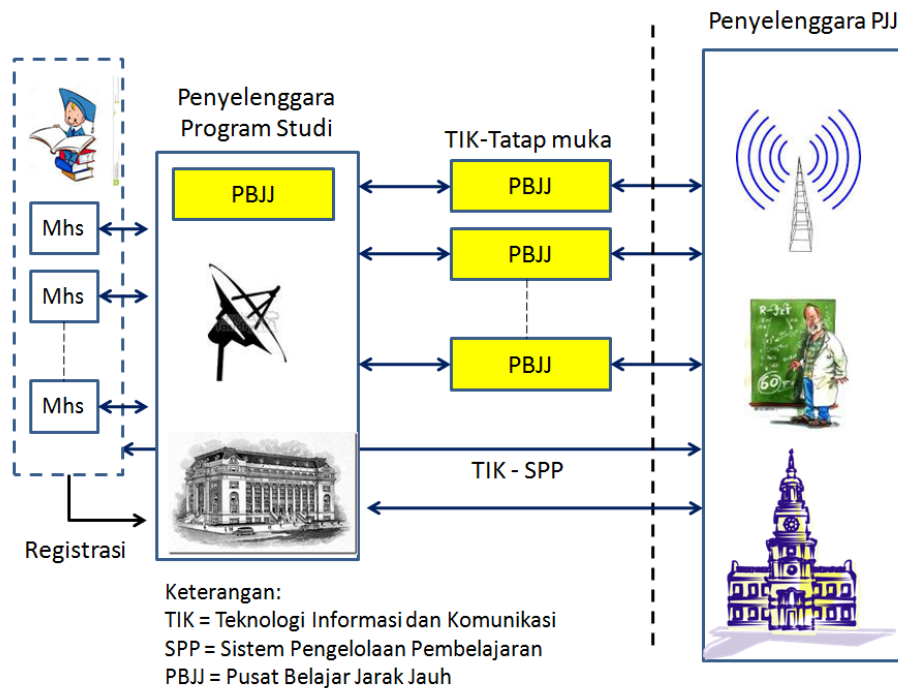 Penyelenggara PJJ
Penyelenggara
Program Studi
TIK-Tatap muka
PBJJ
PBJJ
Mhs
PBJJ
Mhs
PBJJ
Mhs
TIK - SPP
Registrasi
Keterangan:
TIK = Teknologi Informasi dan Komunikasi
SPP = Sistem Pengelolaan Pembelajaran
PBJJ = Pusat Belajar Jarak Jauh
60